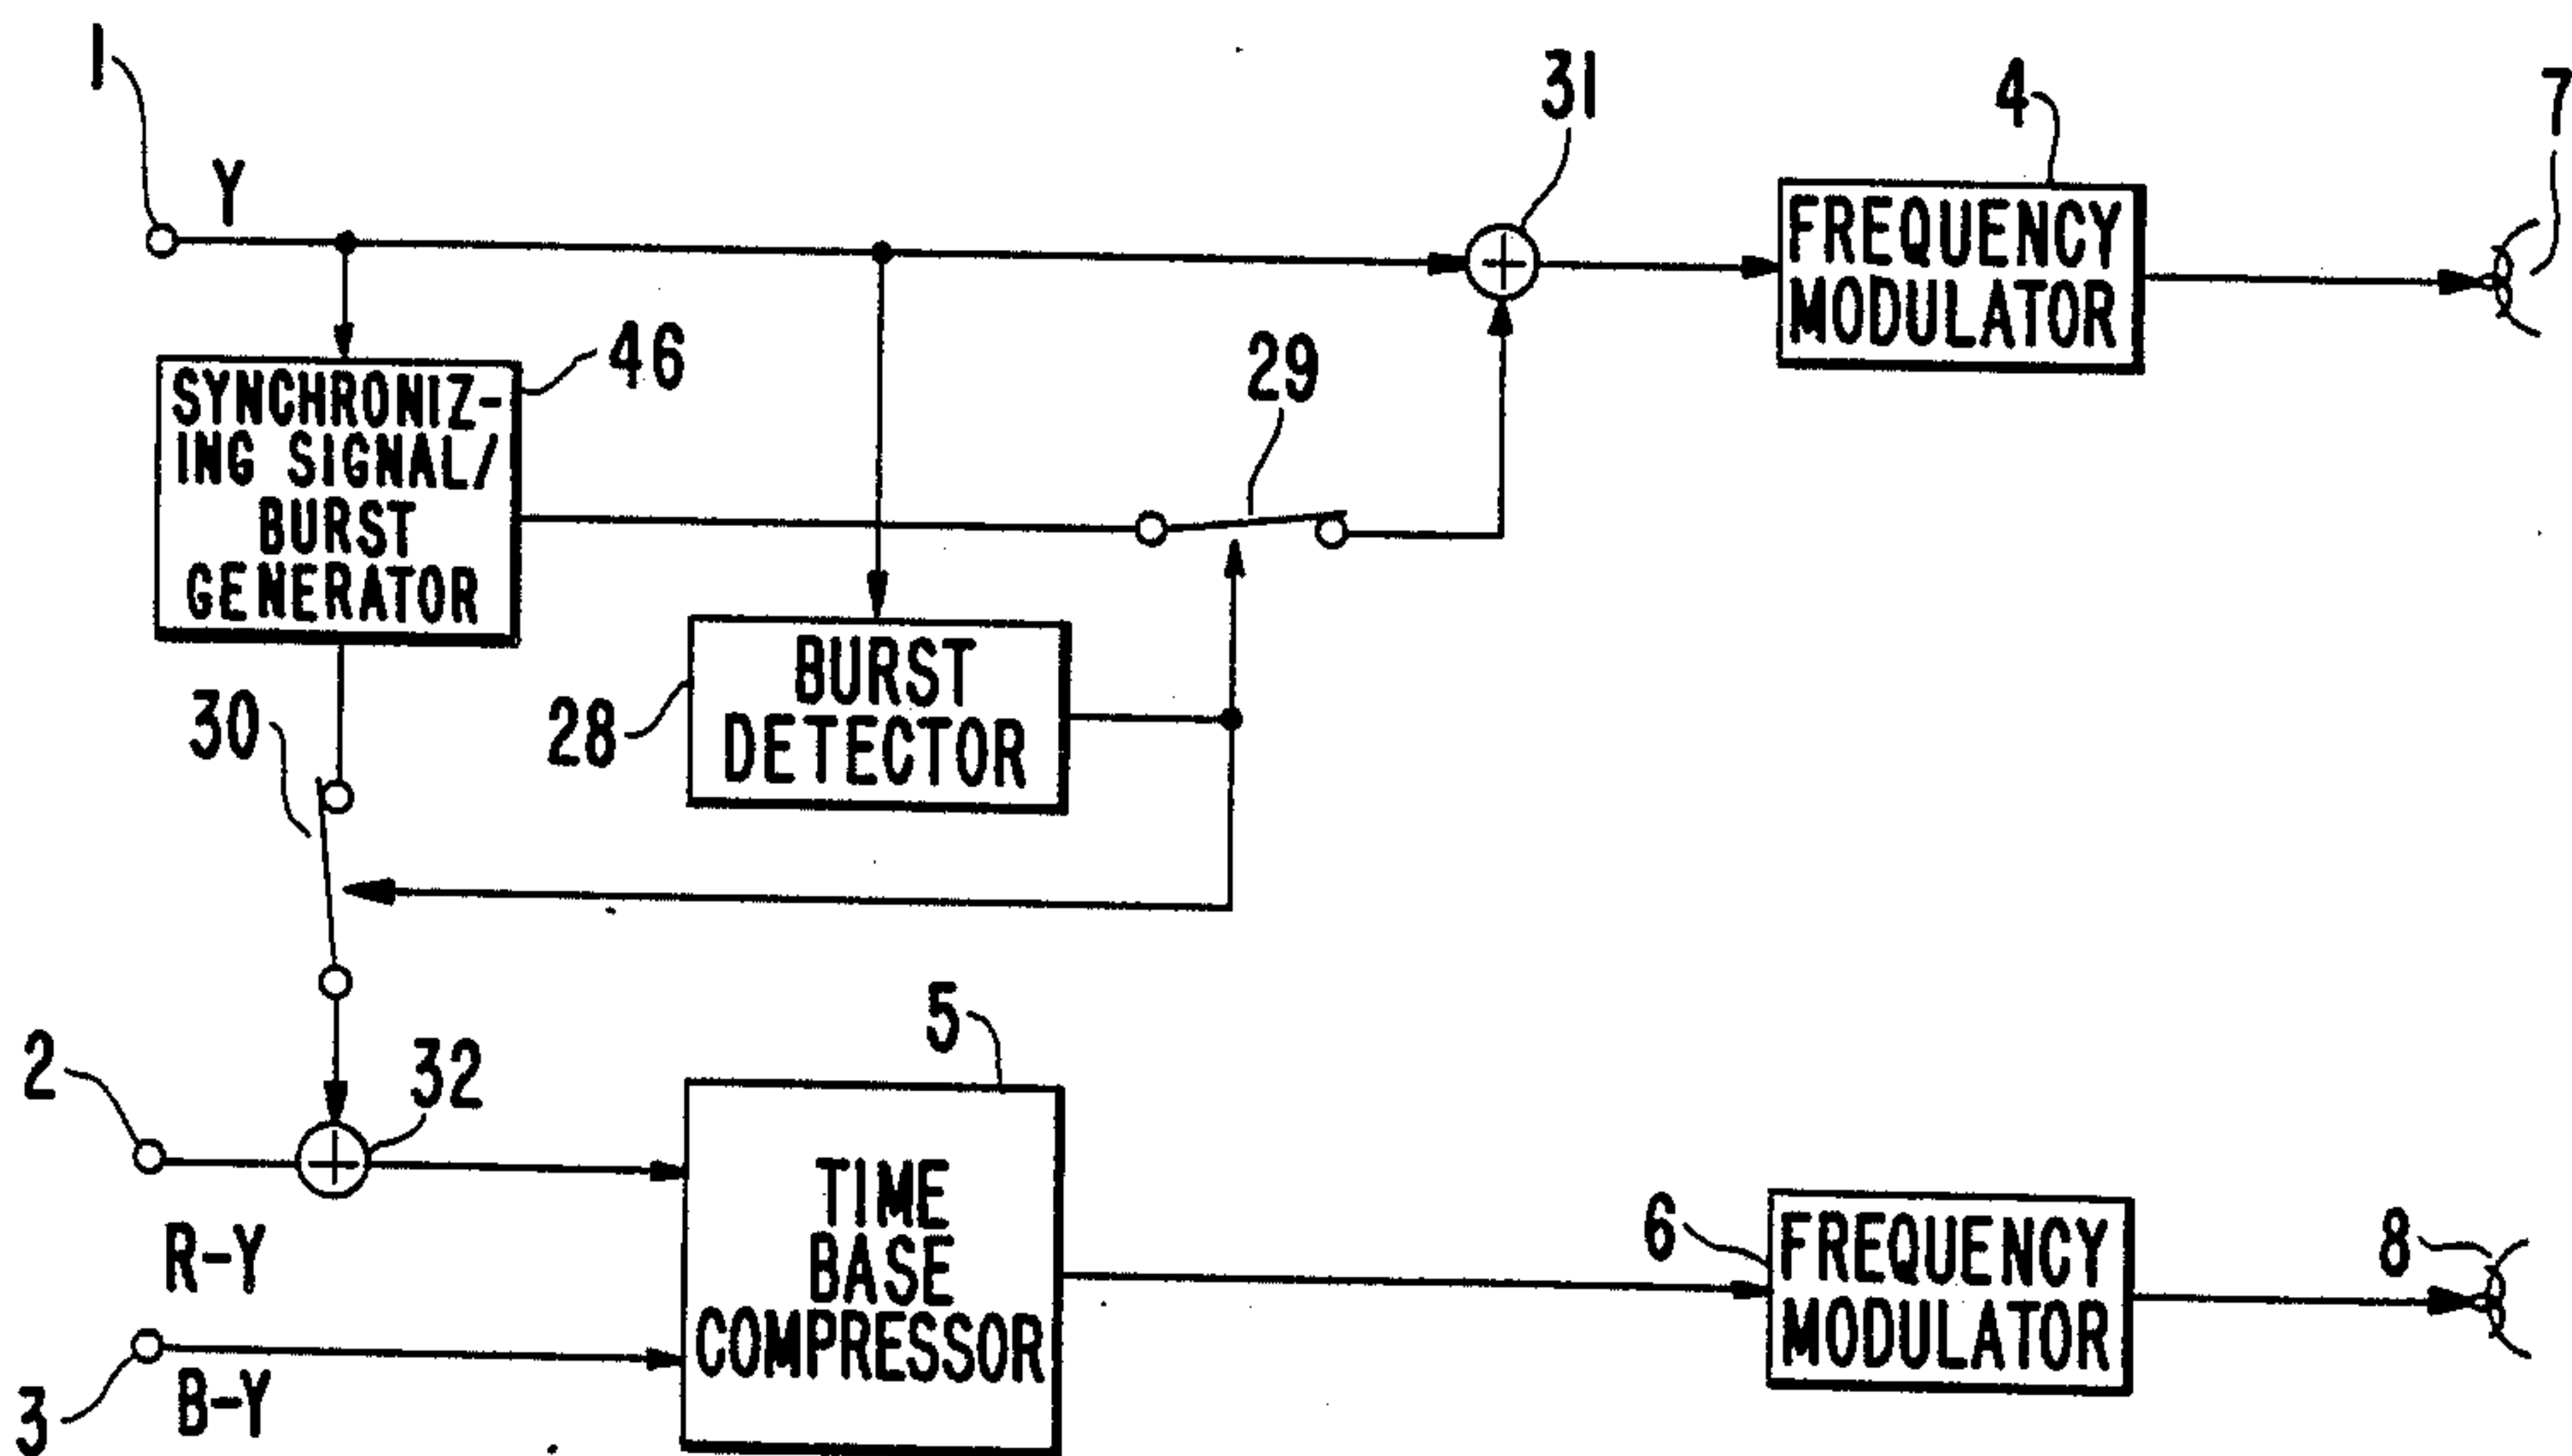 1
Y
31
4
7
FREQUENCY
MODULATOR
46
SYNCHRONIZ-
ING SIGNAL/
BURST
GENERATOR
29
28
BURST
DETECTOR
30
2
32
5
R-Y
TIME
BASE
COMPRESSOR
6
FREQUENCY
MODULATOR
8
3
B-Y